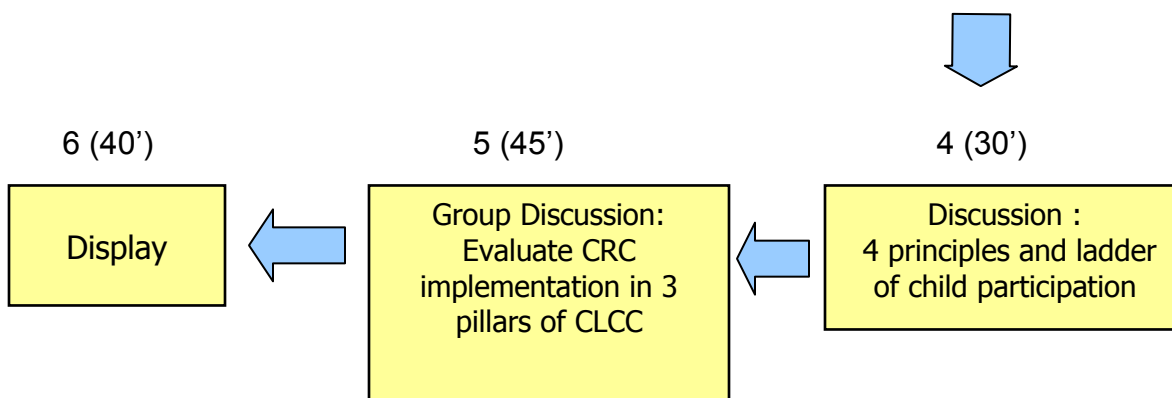 6 (40’)
5 (45’)
4 (30’)
Display
Group Discussion:
Evaluate CRC
implementation in 3
pillars of CLCC
Discussion :
4 principles and ladder
of child participation